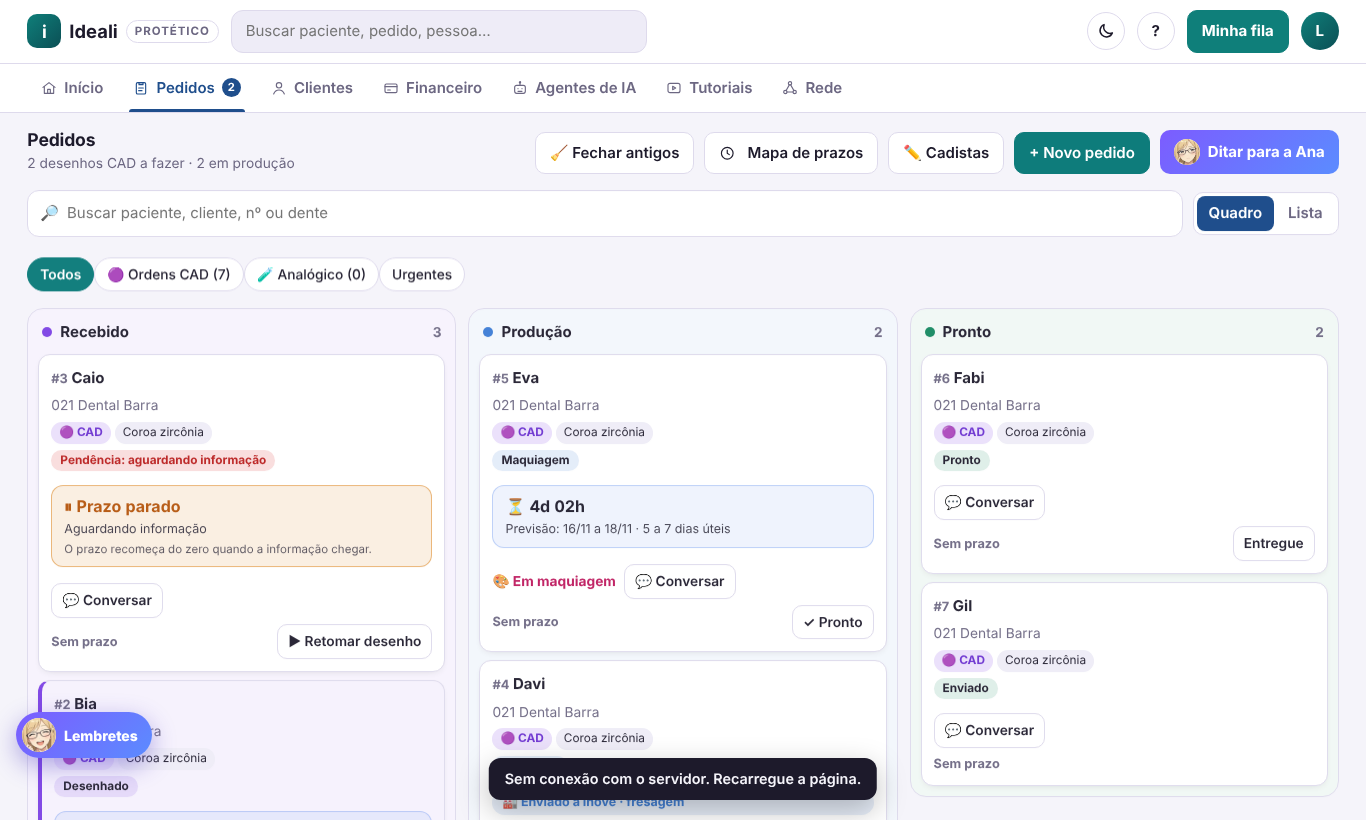 i Ideali PROTÉTICO Buscar paciente, pedido, pessoa... ? Minha fila L
Início Pedidos 2 Clientes Financeiro Agentes de IA Tutoriais Rede
Pedidos
2 desenhos CAD a fazer · 2 em produção
Fechar antigos Mapa de prazos Cadistas + Novo pedido Ditar para a Ana
Buscar paciente, cliente, nº ou dente
Quadro Lista
Todos Ordens CAD (7) Analógico (0) Urgentes
Recebido 3
#3 Caio
021 Dental Barra
CAD Coroa zircônia
Pendência: aguardando informação
Prazo parado
Aguardando informação
O prazo recomeça do zero quando a informação chegar.
Conversar
Sem prazo Retomar desenho
#2 Bia
ra
CAD Coroa zircônia
Desenhado
Lembretes
Produção 2
#5 Eva
021 Dental Barra
CAD Coroa zircônia
Maquiagem
4d 02h
Previsão: 16/11 a 18/11 · 5 a 7 dias úteis
Em maquiagem Conversar
Sem prazo ✓ Pronto
#4 Davi
021 Dental Barra
CAD Coroa zircônia
Sem conexão com o servidor. Recarregue a página.
Enviado à Inove · fresagem
Pronto 2
#6 Fabi
021 Dental Barra
CAD Coroa zircônia
Pronto
Conversar
Sem prazo Entregue
#7 Gil
021 Dental Barra
CAD Coroa zircônia
Enviado
Conversar
Sem prazo